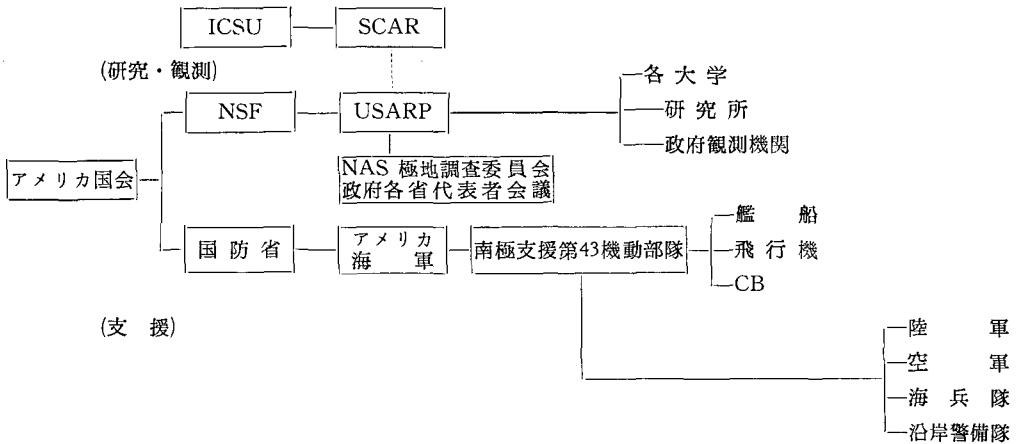 ICSU SCAR
(研究・観測)
各大学
NSF USARP 研究所
政府観測機関
NAS 極地調査委員会
政府各省代表者会議
アメリカ国会
艦船
国防省 アメリカ海軍 南極支援第43機動部隊 飛行機
CB
(支援)
陸軍
空軍
海兵隊
沿岸警備隊